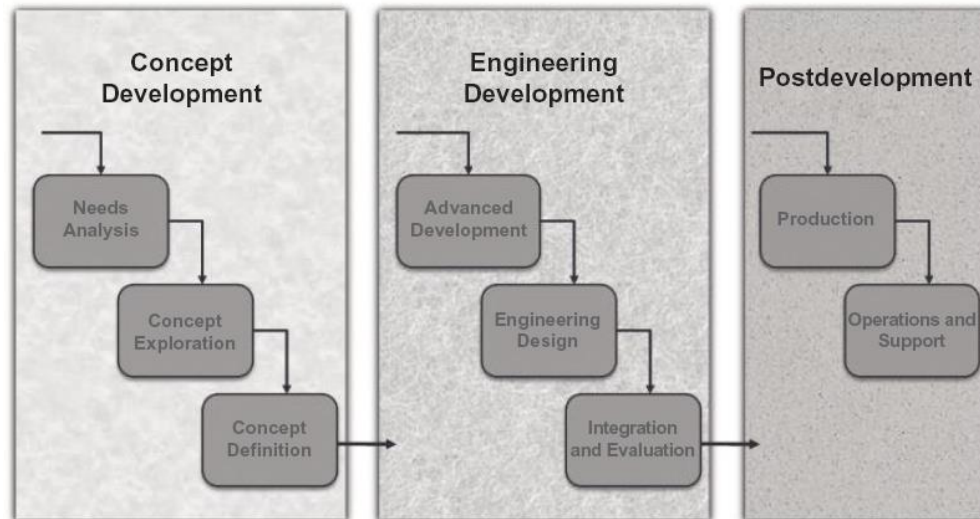 Concept
Development
Needs
Analysis
Concept
Exploration
Concept
Definition
Engineering
Development
Advanced
Development
Engineering
Design
Integration
and Evaluation
Postdevelopment
Production
Operations and
Support